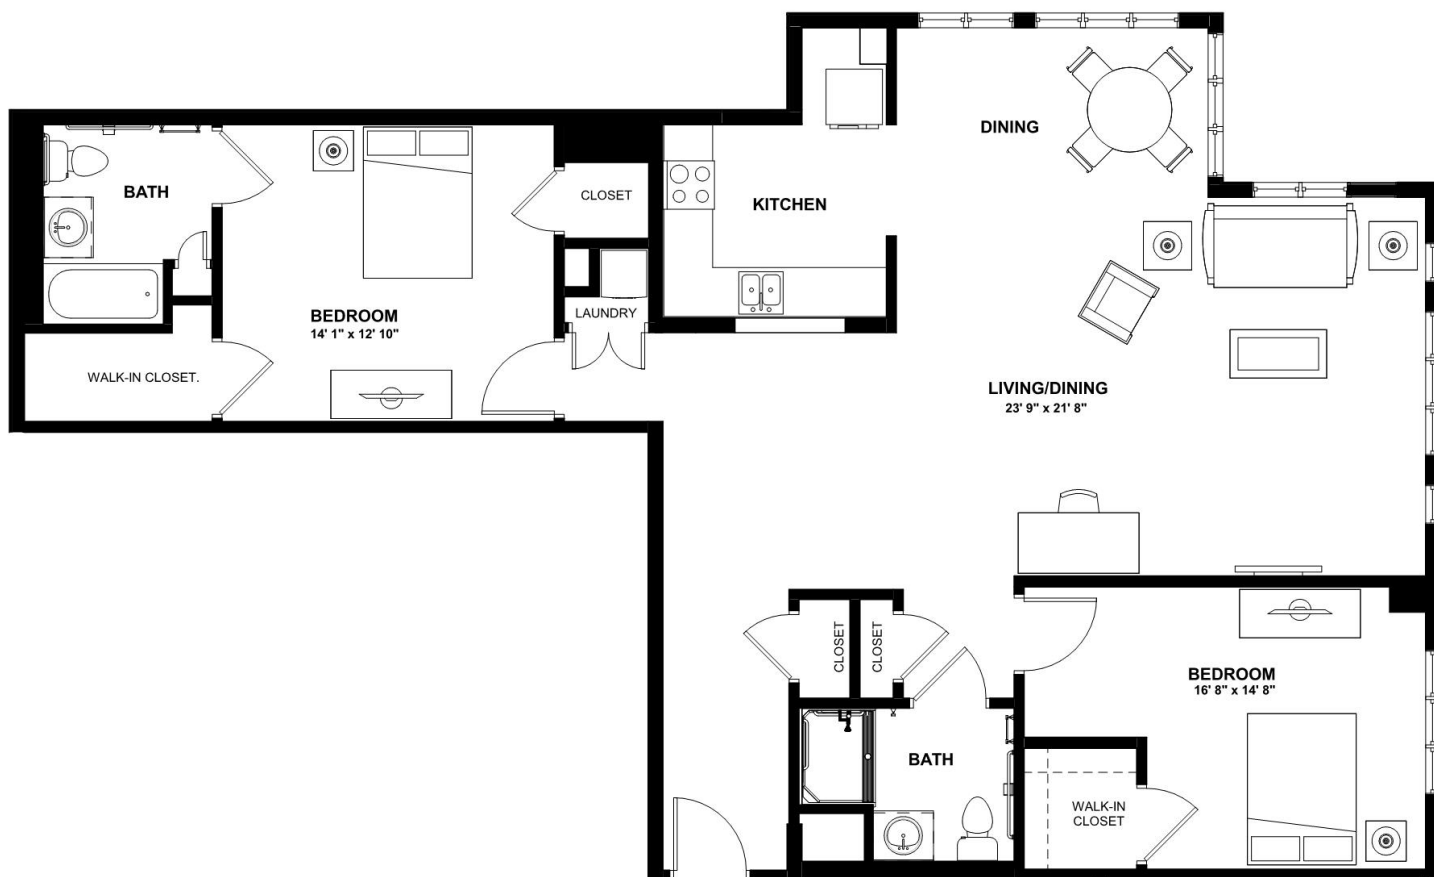 DINING
BATH
CLOSET
KITCHEN
BEDROOM
14' 1" x 12' 10"
LAUNDRY
WALK-IN CLOSET.
LIVING/DINING
23' 9" x 21' 8"
CLOSET
CLOSET
BEDROOM
16' 8" x 14' 8"
BATH
WALK-IN
CLOSET